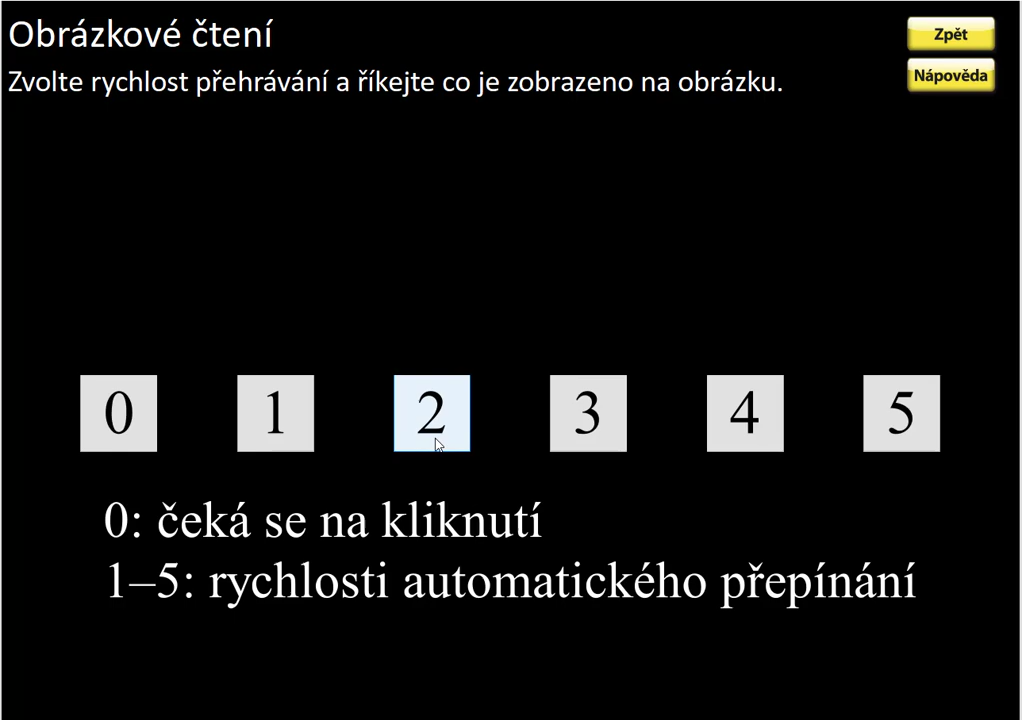 Obrázkové čtení
Zpět
Zvolte rychlost přehrávání a říkejte co je zobrazeno na obrázku.
Nápověda
0 1 2 3 4 5
0: čeká se na kliknutí
1–5: rychlosti automatického přepínání